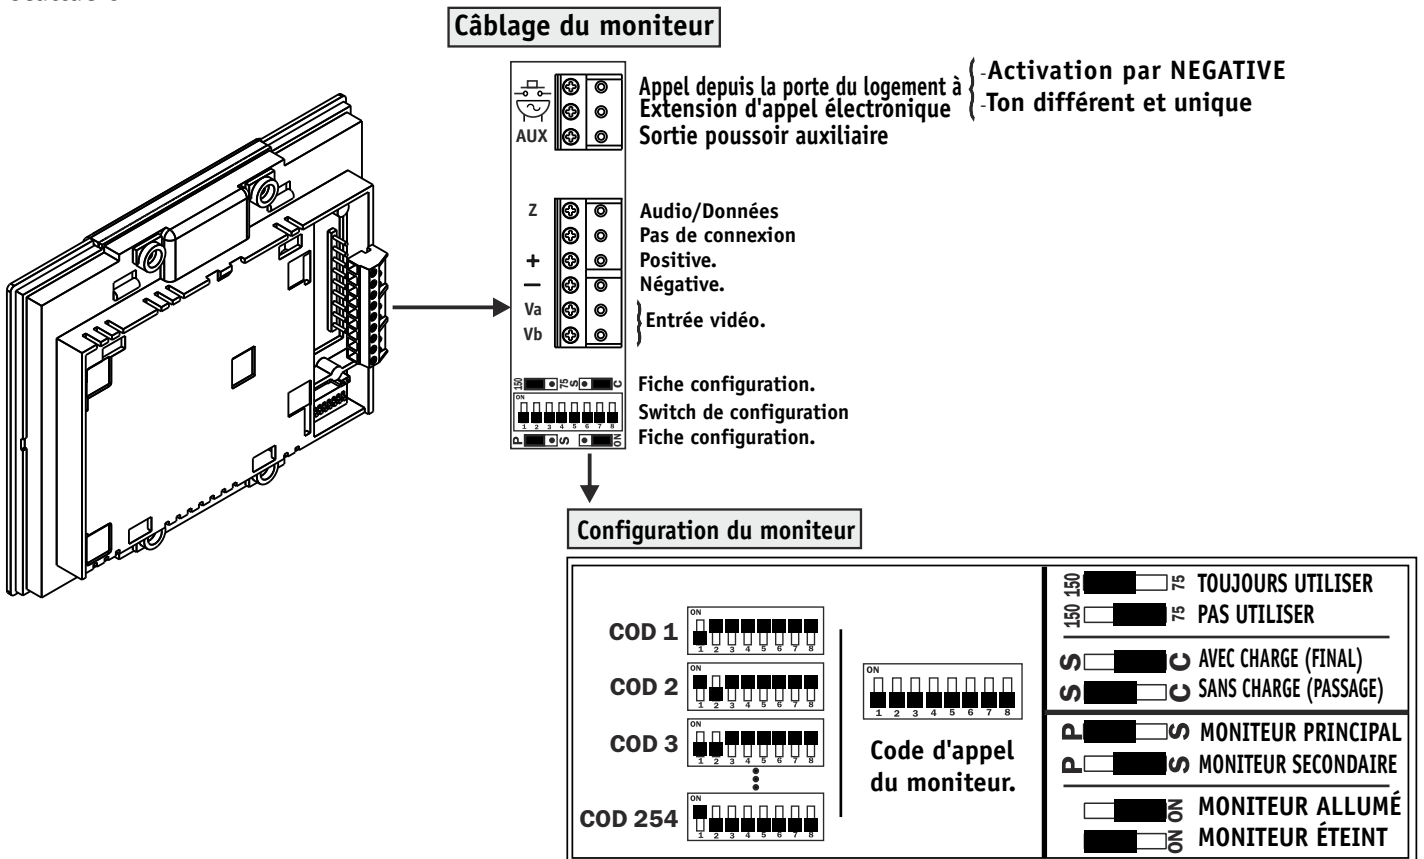 Câblage du moniteur
Appel depuis la porte du logement à
-Activation par NEGATIVE
Extension d'appel électronique
-Ton différent et unique
AUX
Sortie poussoir auxiliaire
Z
Audio/Données
Pas de connexion
+
Positive.
—
Négative.
Va
Vb
Entrée vidéo.
150 75 S C
Fiche configuration.
ON
1 2 3 4 5 6 7 8
Switch de configuration
P S ON
Fiche configuration.
Configuration du moniteur
COD 1
ON
1 2 3 4 5 6 7 8
COD 2
ON
1 2 3 4 5 6 7 8
COD 3
ON
1 2 3 4 5 6 7 8
COD 254
ON
1 2 3 4 5 6 7 8
ON
1 2 3 4 5 6 7 8
Code d'appel
du moniteur.
150 75 TOUJOURS UTILISER
150 75 PAS UTILISER
S C AVEC CHARGE (FINAL)
S C SANS CHARGE (PASSAGE)
P S MONITEUR PRINCIPAL
P S MONITEUR SECONDAIRE
ON MONITEUR ALLUMÉ
ON MONITEUR ÉTEINT